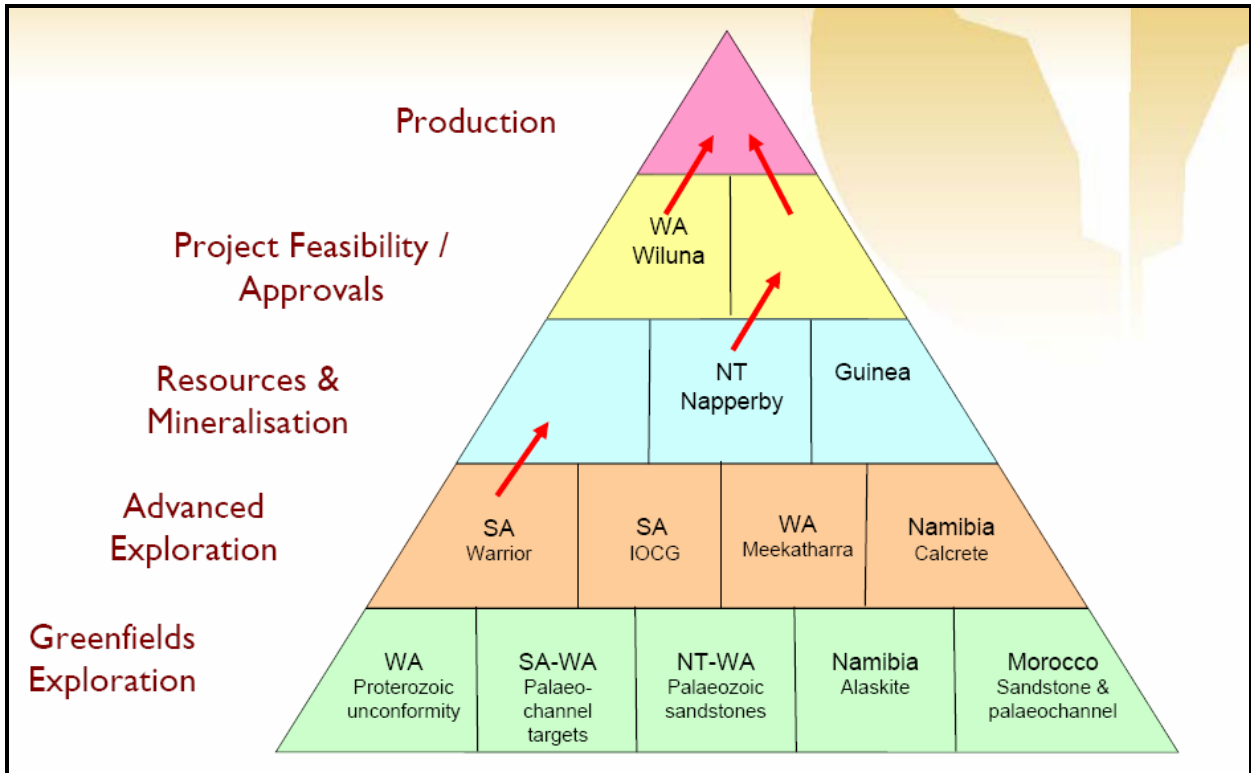 Production
WA
Wiluna
Project Feasibility /
Approvals
NT
Napperby
Guinea
Resources &
Mineralisation
SA
Warrior
SA
IOCG
WA
Meekatharra
Namibia
Calcrete
Advanced
Exploration
Greenfields
Exploration
WA
Proterozoic
unconformity
SA-WA
Palaeo-
channel
targets
NT-WA
Palaeozoic
sandstones
Namibia
Alaskite
Morocco
Sandstone &
palaeochannel